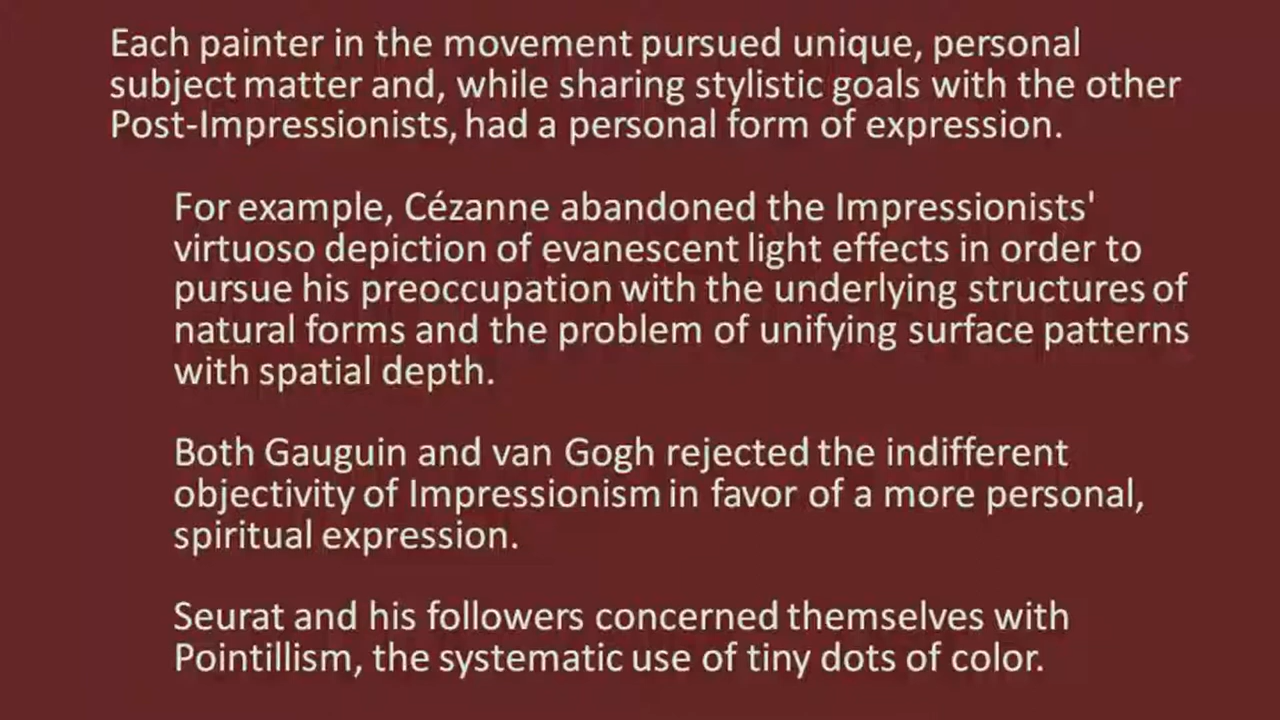 Each painter in the movement pursued unique, personal
subject matter and, while sharing stylistic goals with the other
Post-Impressionists, had a personal form of expression.
For example, Cézanne abandoned the Impressionists'
virtuoso depiction of evanescent light effects in order to
pursue his preoccupation with the underlying structures of
natural forms and the problem of unifying surface patterns
with spatial depth.
Both Gauguin and van Gogh rejected the indifferent
objectivity of Impressionism in favor of a more personal,
spiritual expression.
Seurat and his followers concerned themselves with
Pointillism, the systematic use of tiny dots of color.